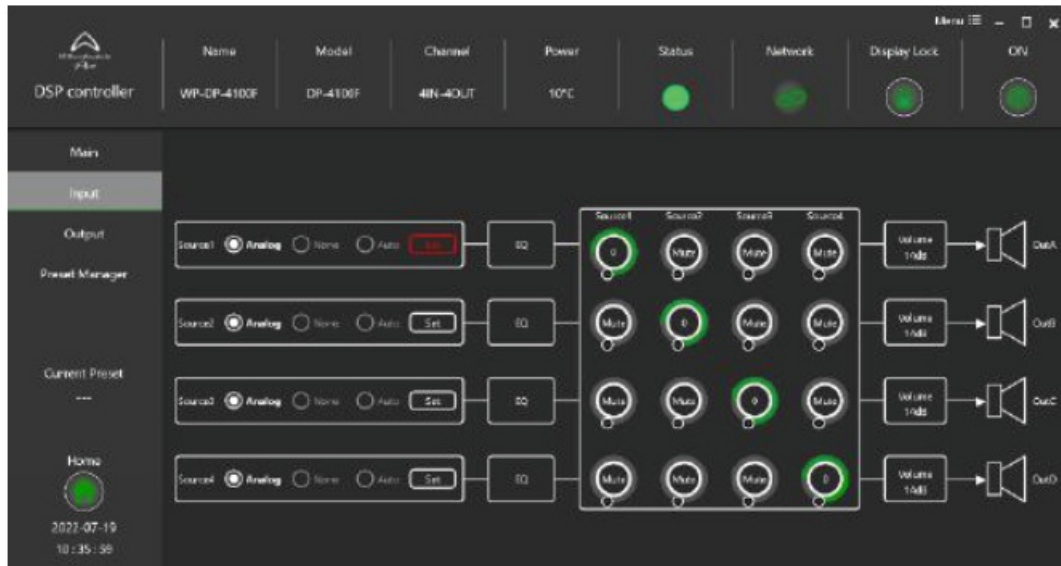 Menu
Name Model Channel Power Status Network Display Lock ON
DSP controller WP-DP-4100F DP-4100F 4IN-4OUT 10°C
Main
Input
Output
Preset Manager
Current Preset
---
Home
2022-07-19
10:35:59
Source1 Source2 Source3 Source4
Source1 Analog None Auto EQ 0 Mute Mute Mute Volume 14dB OutA
Source2 Analog None Auto Set EQ Mute 0 Mute Mute Volume 14dB OutB
Source3 Analog None Auto Set EQ Mute Mute 0 Mute Volume 14dB OutC
Source4 Analog None Auto Set EQ Mute Mute Mute 0 Volume 14dB OutD